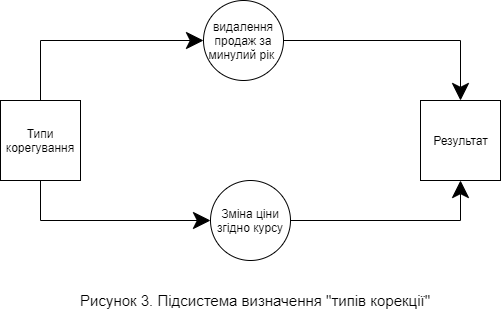 видалення
продаж за
минулий рік
Типи
корегування
Результат
Зміна ціни
згідно курсу
Рисунок 3. Підсистема визначення "типів корекції"